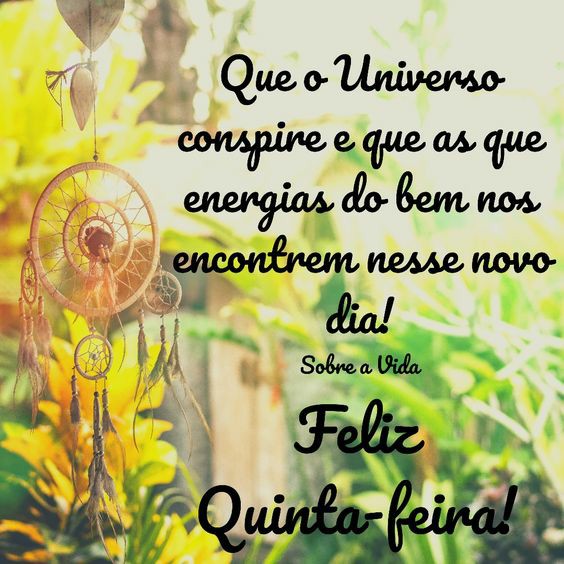 Que o Universo
conspire e que as que
energias do bem nos
encontrem nesse novo
dia!
Sobre a Vida
Feliz
Quinta-feira!